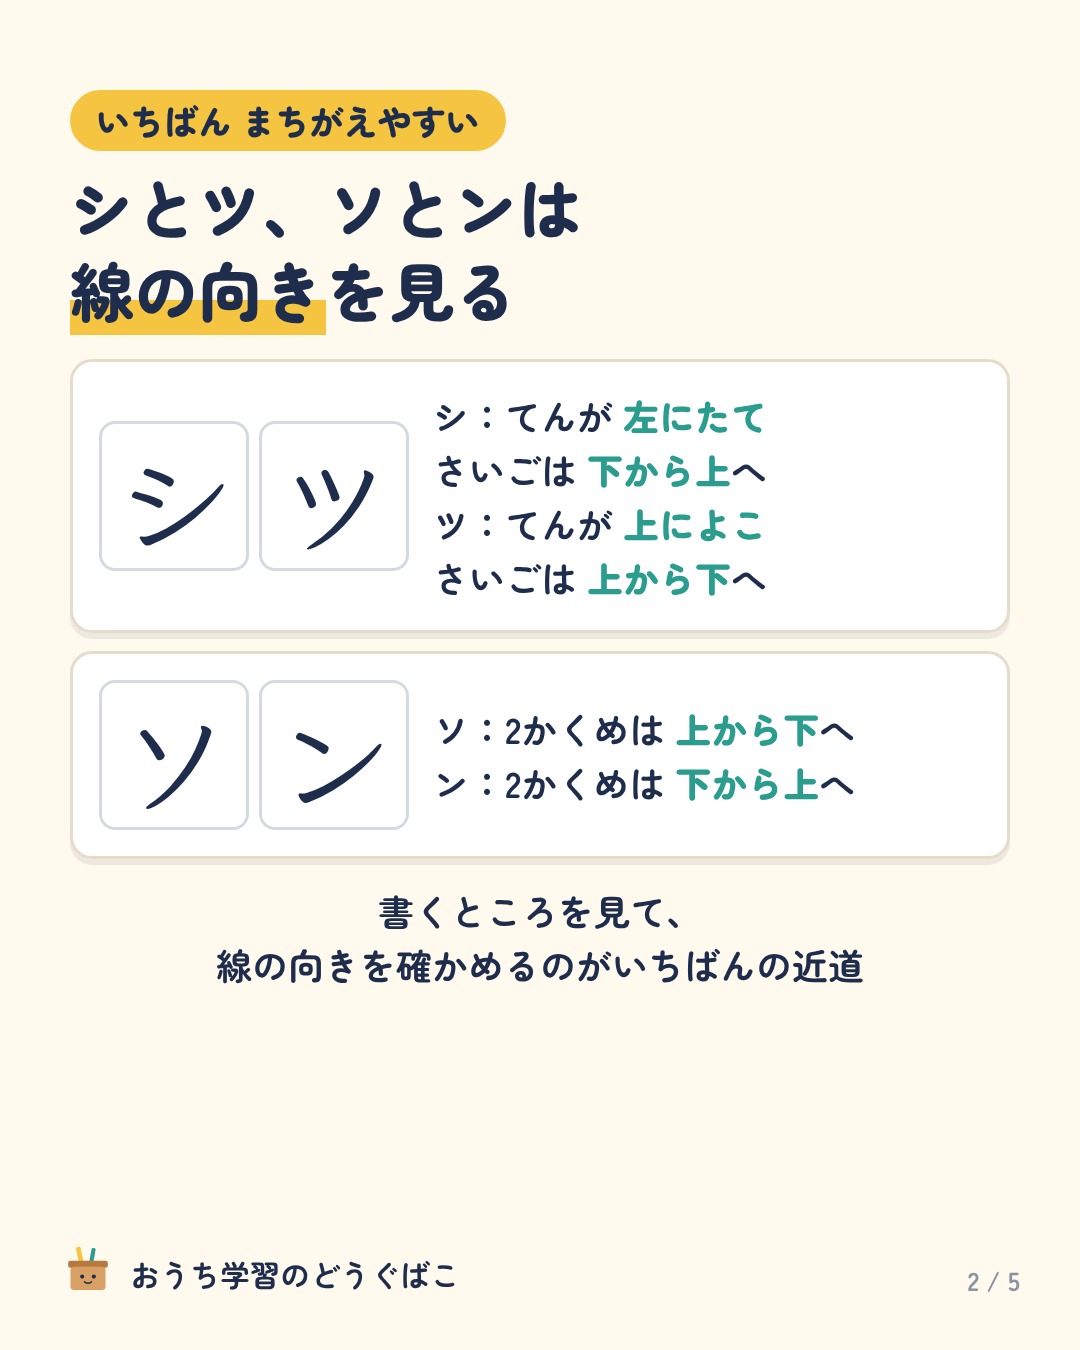 いちばん まちがえやすい
シとツ、ソとンは
線の向きを見る
シ ツ
シ：てんが 左にたて
さいごは 下から上へ
ツ：てんが 上によこ
さいごは 上から下へ
ソ ン
ソ：2かくめは 上から下へ
ン：2かくめは 下から上へ
書くところを見て、
線の向きを確かめるのがいちばんの近道
おうち学習のどうぐばこ
2 / 5